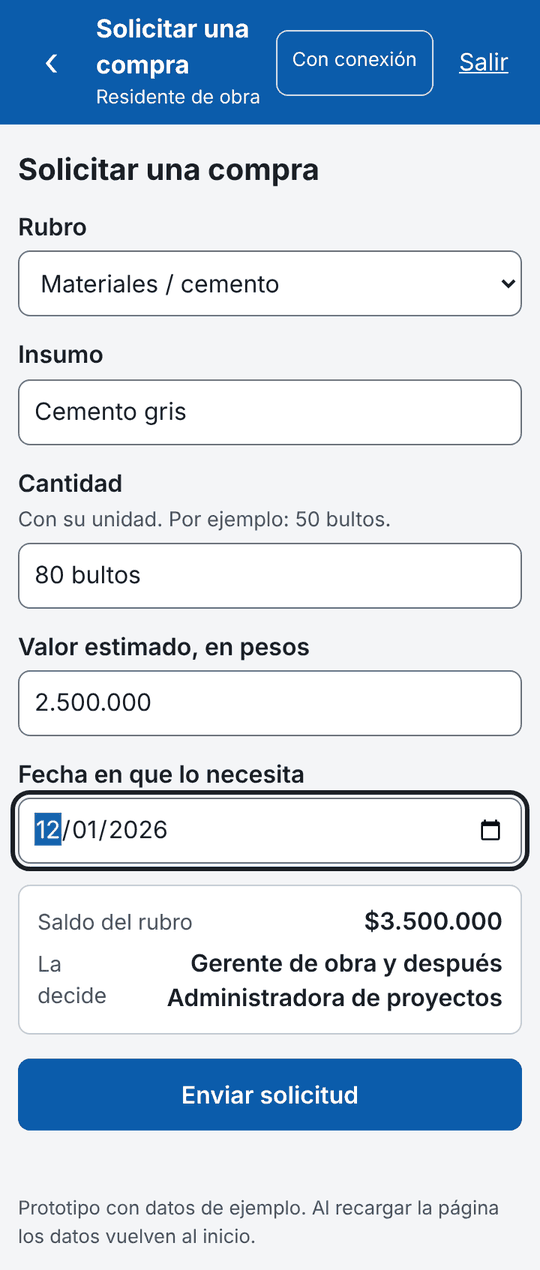 Solicitar una
compra
Residente de obra
Con conexión
Salir
Solicitar una compra
Rubro
Materiales / cemento
Insumo
Cemento gris
Cantidad
Con su unidad. Por ejemplo: 50 bultos.
80 bultos
Valor estimado, en pesos
2.500.000
Fecha en que lo necesita
12/01/2026
Saldo del rubro $3.500.000
La decide Gerente de obra y después
Administradora de proyectos
Enviar solicitud
Prototipo con datos de ejemplo. Al recargar la página
los datos vuelven al inicio.